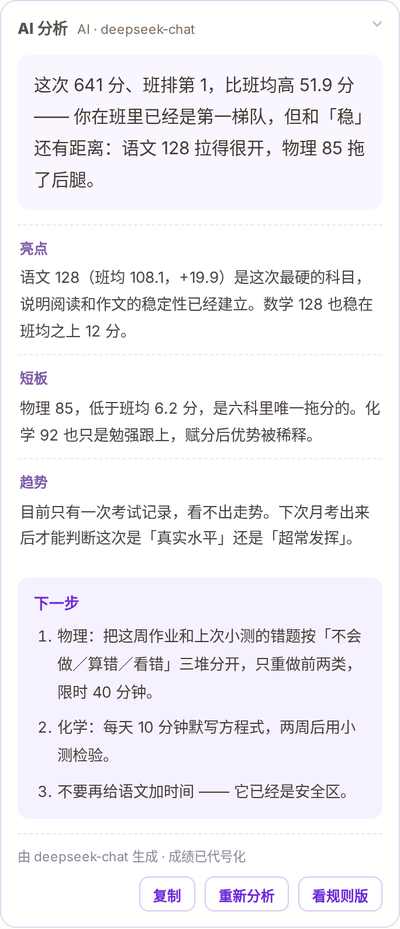 AI 分析 AI · deepseek-chat
这次 641 分、班排第 1，比班均高 51.9 分
—— 你在班里已经是第一梯队，但和「稳」
还有距离：语文 128 拉得很开，物理 85 拖
了后腿。
亮点
语文 128（班均 108.1，+19.9）是这次最硬的科目，
说明阅读和作文的稳定性已经建立。数学 128 也稳在
班均之上 12 分。
短板
物理 85，低于班均 6.2 分，是六科里唯一拖分的。化
学 92 也只是勉强跟上，赋分后优势被稀释。
趋势
目前只有一次考试记录，看不出走势。下次月考出来
后才能判断这次是「真实水平」还是「超常发挥」。
下一步
1. 物理：把这周作业和上次小测的错题按「不会
做／算错／看错」三堆分开，只重做前两类，
限时 40 分钟。
2. 化学：每天 10 分钟默写方程式，两周后用小
测检验。
3. 不要再给语文加时间 —— 它已经是安全区。
由 deepseek-chat 生成 · 成绩已代号化
复制 重新分析 看规则版